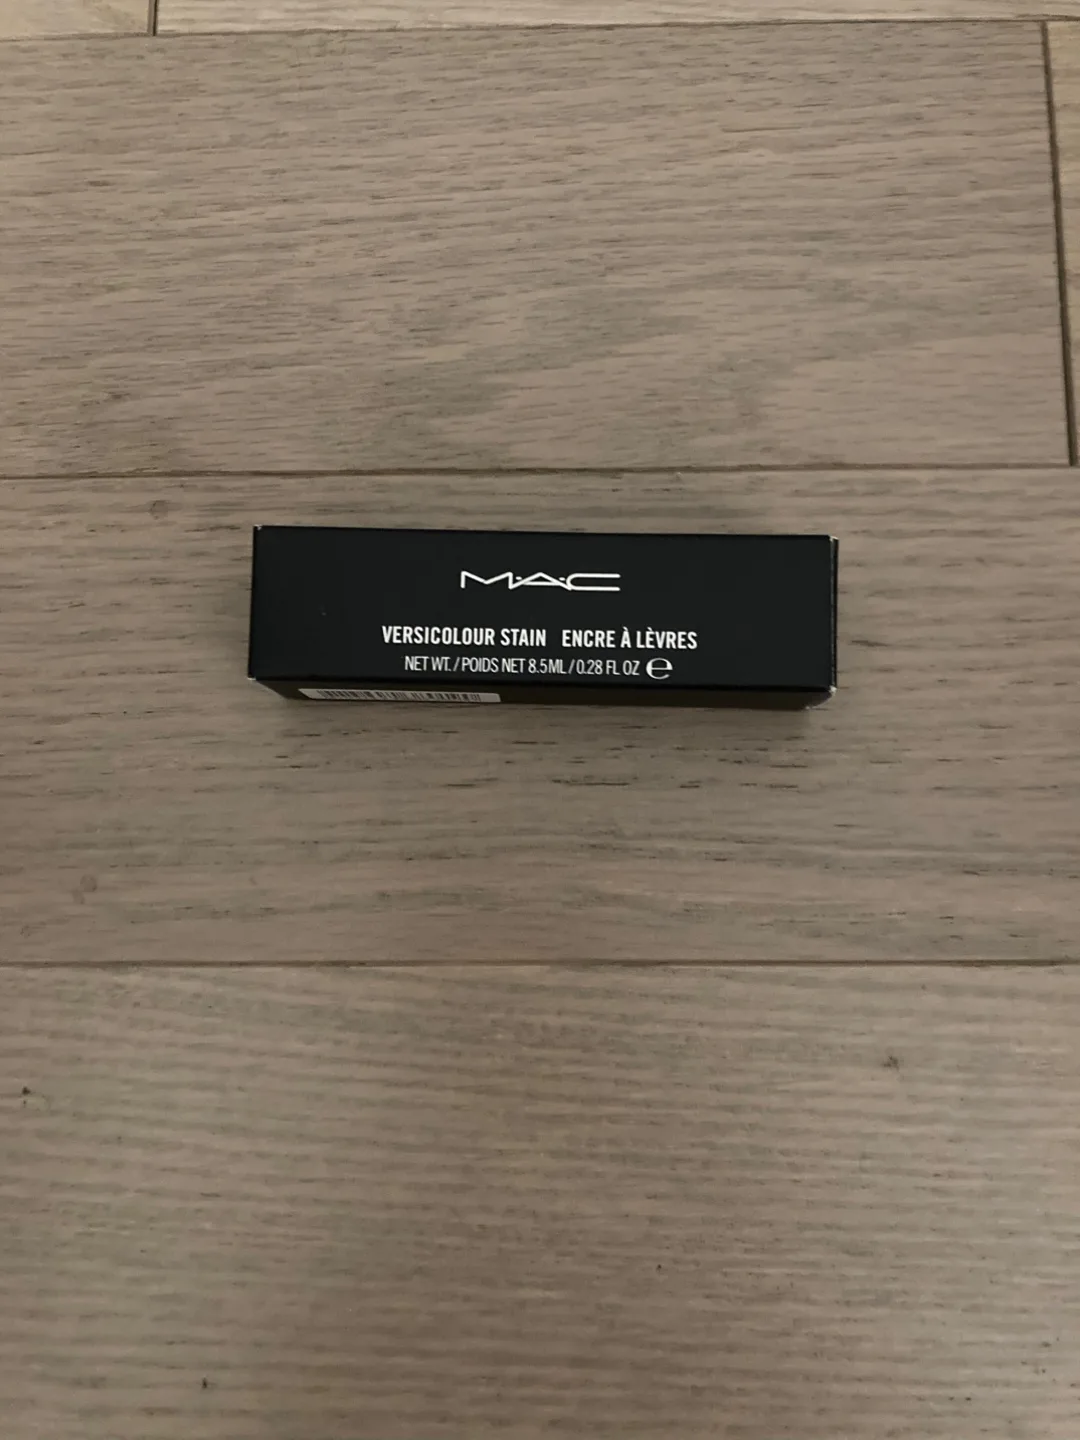 M·A·C
VERSICOLOUR STAIN ENCRE À LÈVRES
NET WT. / POIDS NET 8.5 ML / 0.28 FL OZ ℮